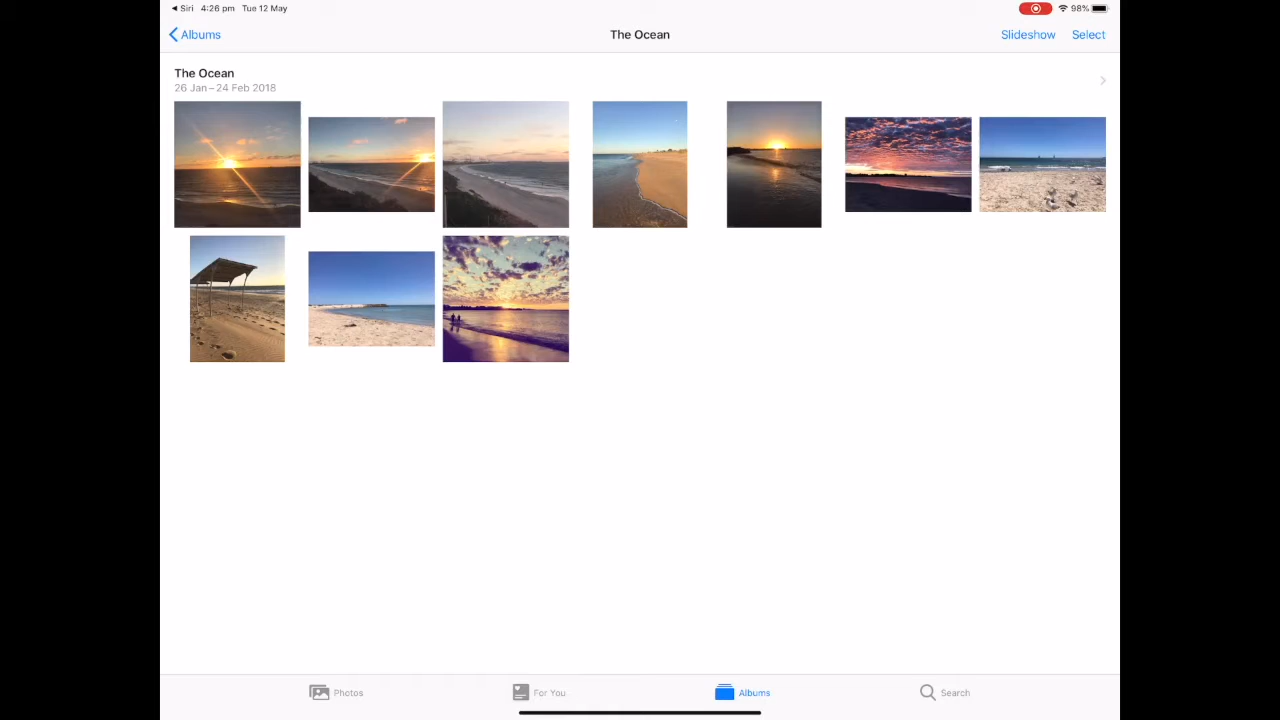 Siri 4:26 pm Tue 12 May 98%
Albums The Ocean Slideshow Select
The Ocean
26 Jan – 24 Feb 2018
Photos For You Albums Search